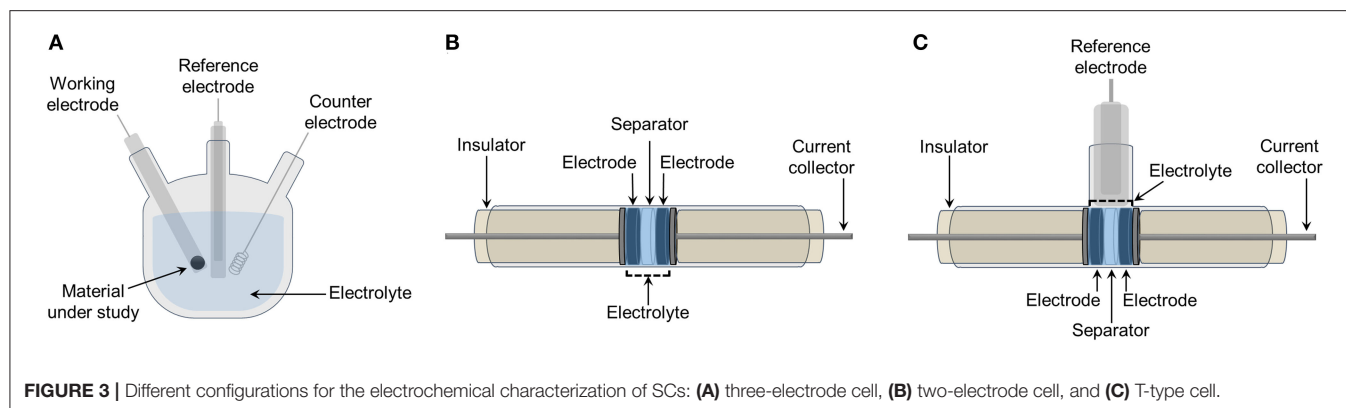 A
Working
electrode
Reference
electrode
Counter
electrode
Material
under study
Electrolyte
B
Insulator
Separator
Electrode
Electrode
Current
collector
Electrolyte
C
Reference
electrode
Insulator
Electrolyte
Current
collector
Electrode
Electrode
Separator
FIGURE 3 | Different configurations for the electrochemical characterization of SCs: (A) three-electrode cell, (B) two-electrode cell, and (C) T-type cell.